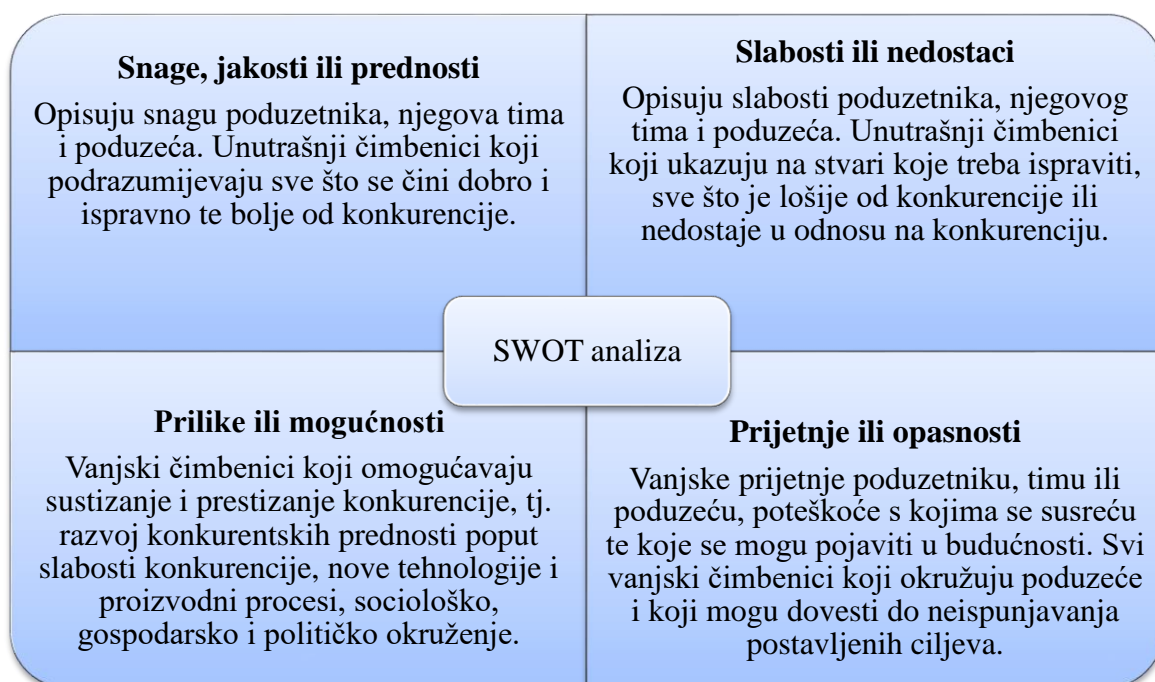 Snage, jakosti ili prednosti
Opisuju snagu poduzetnika, njegova tima
i poduzeća. Unutrašnji čimbenici koji
podrazumijevaju sve što se čini dobro i
ispravno te bolje od konkurencije.
Slabosti ili nedostaci
Opisuju slabosti poduzetnika, njegovog
tima i poduzeća. Unutrašnji čimbenici
koji ukazuju na stvari koje treba ispraviti,
sve što je lošije od konkurencije ili
nedostaje u odnosu na konkurenciju.
SWOT analiza
Prilike ili mogućnosti
Vanjski čimbenici koji omogućavaju
sustizanje i prestizanje konkurencije, tj.
razvoj konkurentskih prednosti poput
slabosti konkurencije, nove tehnologije i
proizvodni procesi, sociološko,
gospodarsko i političko okruženje.
Prijetnje ili opasnosti
Vanjske prijetnje poduzetniku, timu ili
poduzeću, poteškoće s kojima se susreću
te koje se mogu pojaviti u budućnosti. Svi
vanjski čimbenici koji okružuju poduzeće
i koji mogu dovesti do neispunjavanja
postavljenih ciljeva.